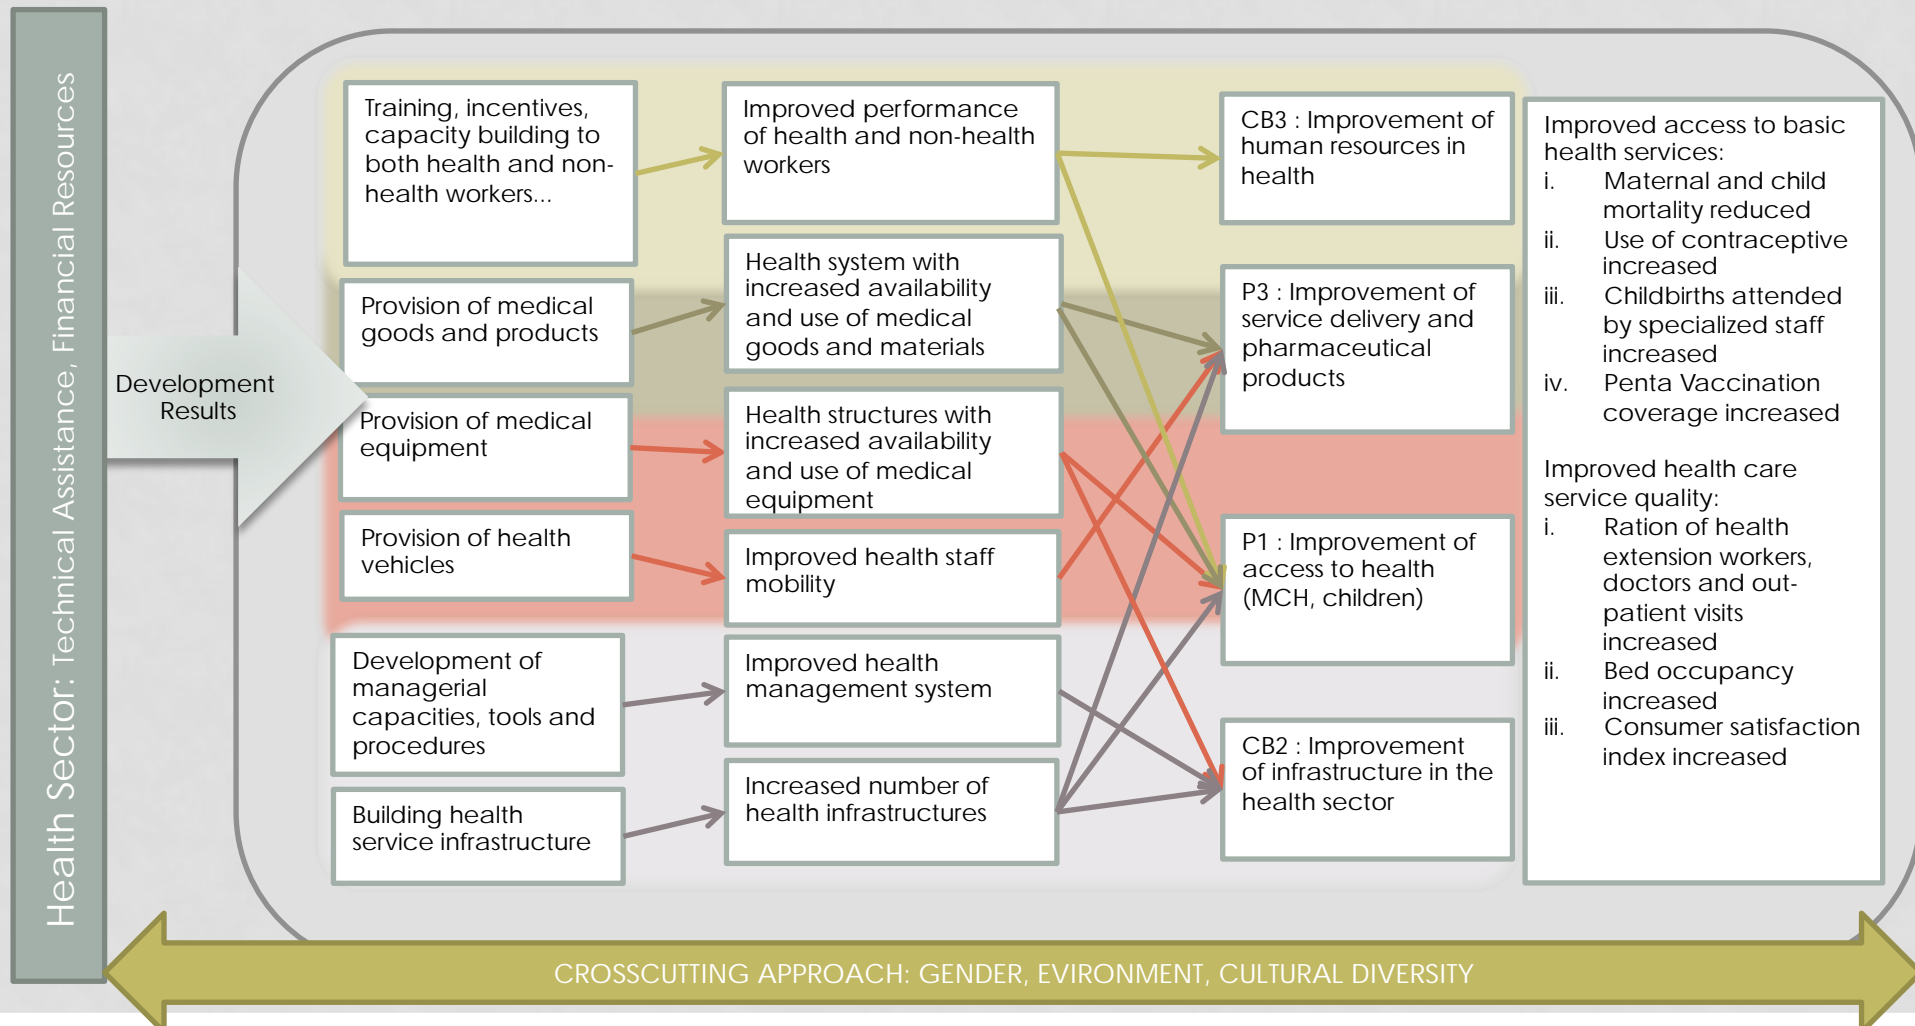 Health Sector: Technical Assistance, Financial Resources
Development
Results
Training, incentives,
capacity building to
both health and non-
health workers...
Provision of medical
goods and products
Provision of medical
equipment
Provision of health
vehicles
Development of
managerial
capacities, tools and
procedures
Building health
service infrastructure
Improved performance
of health and non-health
workers
Health system with
increased availability
and use of medical
goods and materials
Health structures with
increased availability
and use of medical
equipment
Improved health staff
mobility
Improved health
management system
Increased number of
health infrastructures
CB3 : Improvement of
human resources in
health
P3 : Improvement of
service delivery and
pharmaceutical
products
P1 : Improvement of
access to health
(MCH, children)
CB2 : Improvement
of infrastructure in the
health sector
Improved access to basic
health services:
i. Maternal and child
mortality reduced
ii. Use of contraceptive
increased
iii. Childbirths attended
by specialized staff
increased
iv. Penta Vaccination
coverage increased
Improved health care
service quality:
i. Ration of health
extension workers,
doctors and out-
patient visits
increased
ii. Bed occupancy
increased
iii. Consumer satisfaction
index increased
CROSSCUTTING APPROACH: GENDER, EVIRONMENT, CULTURAL DIVERSITY